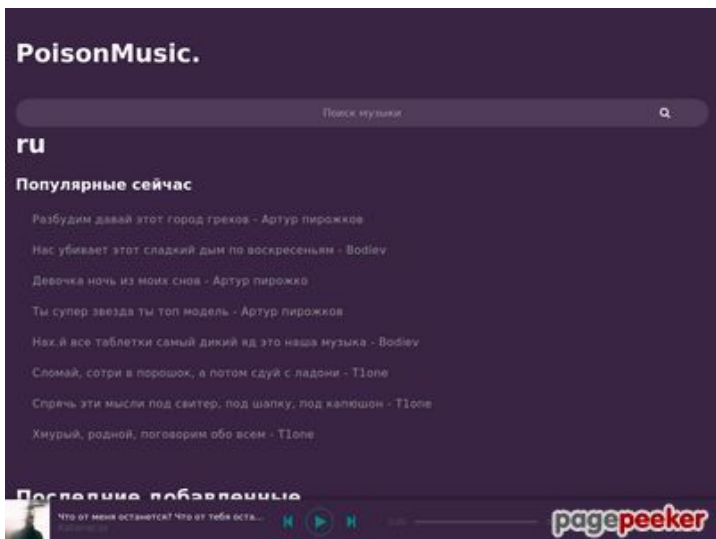 PoisonMusic.
Поиск музыки
ru
Популярные сейчас
Разбудим давай этот город грехов - Артур пирожков
Нас убивает этот сладкий дым по воскресеньям - Bodiev
Девочка ночь из моих снов - Артур пирожко
Ты супер звезда ты топ модель - Артур пирожков
Нах.й все таблетки самый дикий яд это наша музыка - Bodiev
Сломай, сотри в порошок, а потом сдуй с ладони - T1one
Спрячь эти мысли под свитер, под шапку, под капюшон - T1one
Хмурый, родной, поговорим обо всем - T1one
Последние добавленные
Что от меня останется? Что от тебя оста...
pagepeeker